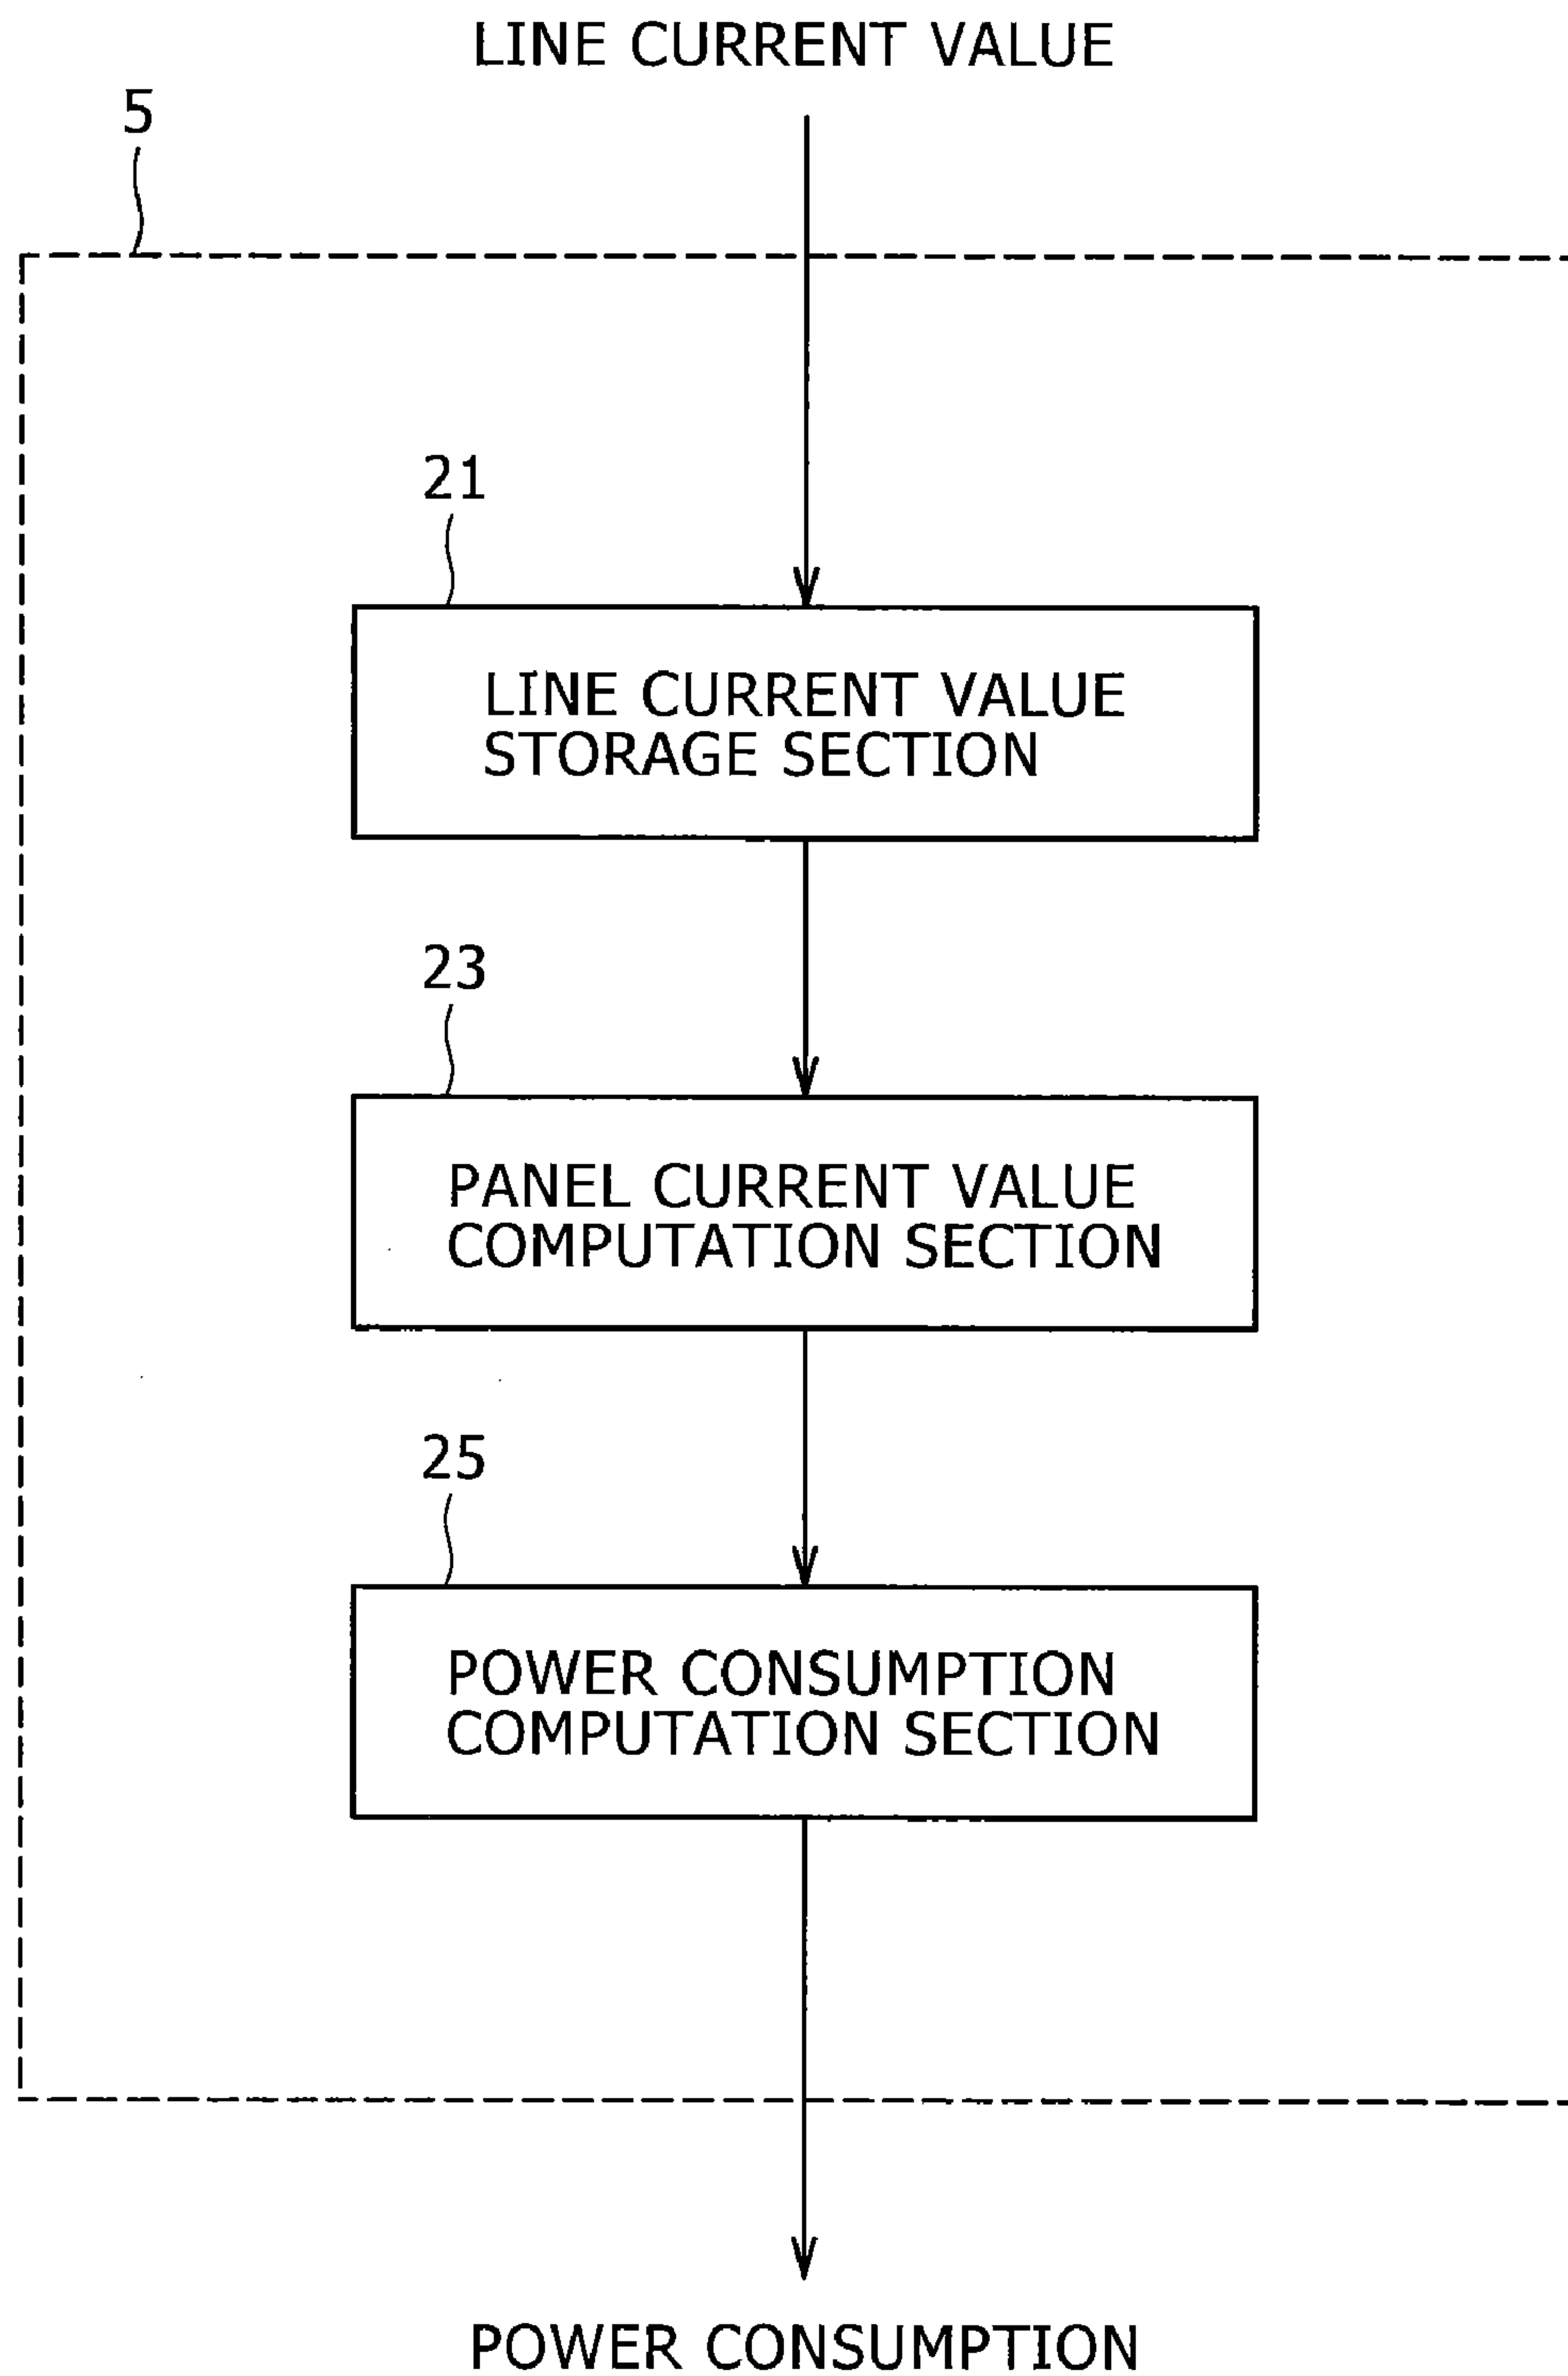 LINE CURRENT VALUE
5
21
LINE CURRENT VALUE
STORAGE SECTION
23
PANEL CURRENT VALUE
COMPUTATION SECTION
25
POWER CONSUMPTION
COMPUTATION SECTION
POWER CONSUMPTION